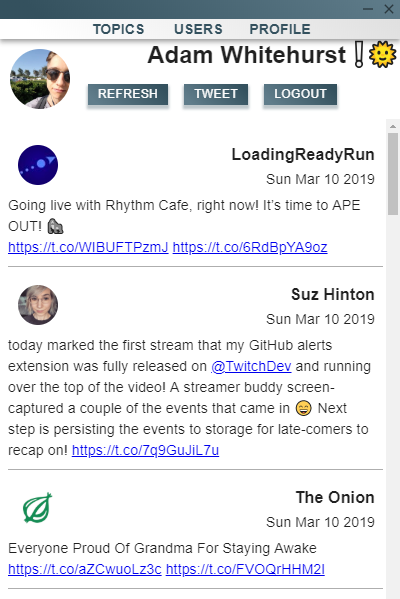 TOPICS USERS PROFILE
Adam Whitehurst❕🌞
REFRESH TWEET LOGOUT
LoadingReadyRun
Sun Mar 10 2019
Going live with Rhythm Cafe, right now! It's time to APE
OUT! 🦍
https://t.co/WIBUFTPzmJ https://t.co/6RdBpYA9oz
Suz Hinton
Sun Mar 10 2019
today marked the first stream that my GitHub alerts
extension was fully released on @TwitchDev and running
over the top of the video! A streamer buddy screen-
captured a couple of the events that came in 😄 Next
step is persisting the events to storage for late-comers to
recap on! https://t.co/7q9GuJiL7u
The Onion
Sun Mar 10 2019
Everyone Proud Of Grandma For Staying Awake
https://t.co/aZCwuoLz3c https://t.co/FVOQrHHM2I